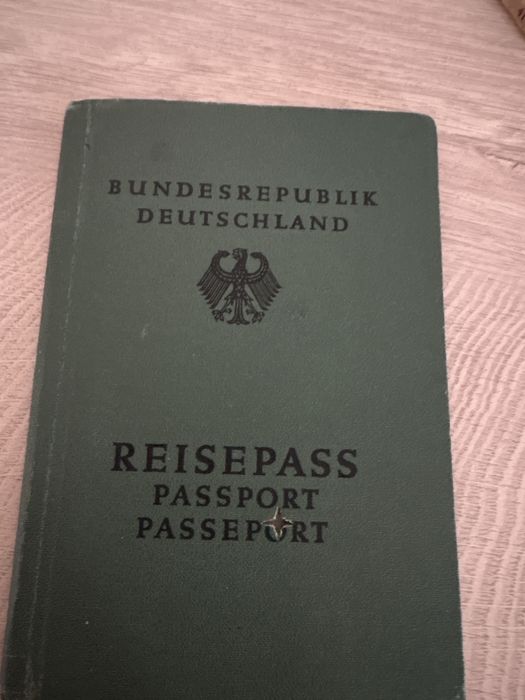 BUNDESREPUBLIK
DEUTSCHLAND
REISEPASS
PASSPORT
PASSEPORT